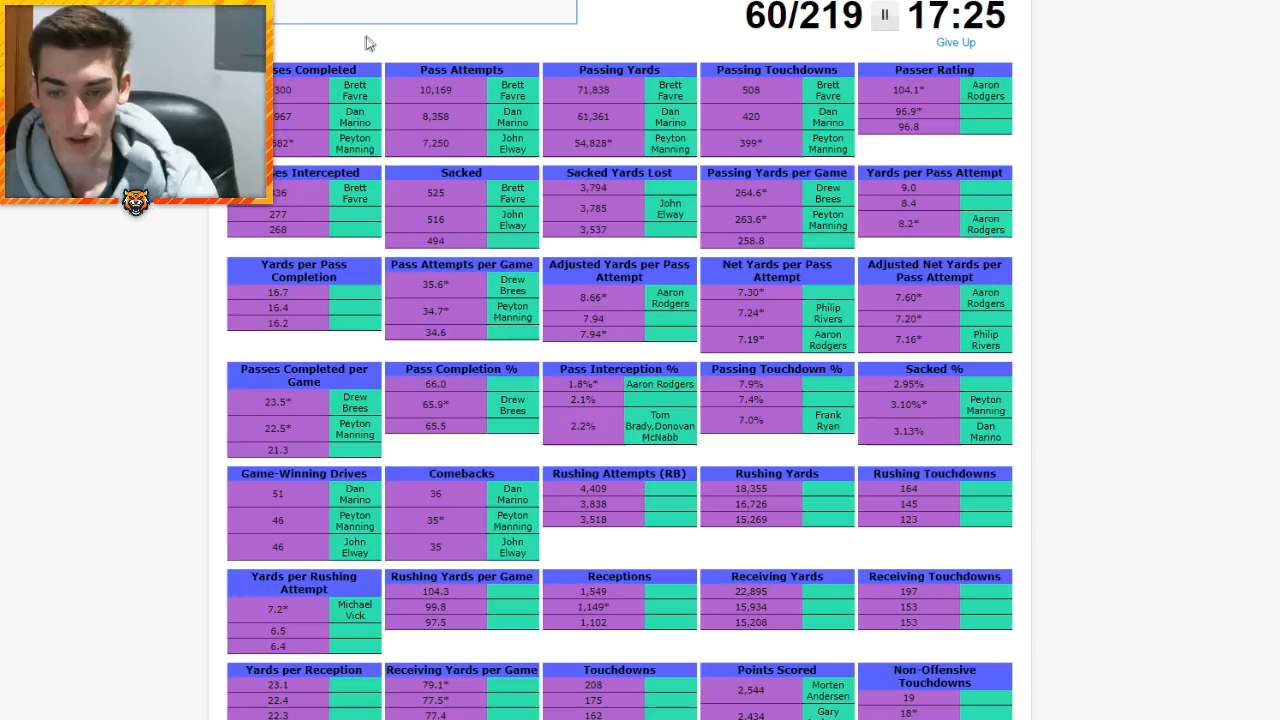 60/219 17:25
Give Up
ses Completed Pass Attempts Passing Yards Passing Touchdowns Passer Rating
300 Brett Favre 10,169 Brett Favre 71,838 Brett Favre 508 Brett Favre 104.1* Aaron Rodgers
967 Dan Marino 8,358 Dan Marino 61,361 Dan Marino 420 Dan Marino 96.9*
382* Peyton Manning 7,250 John Elway 54,828* Peyton Manning 399* Peyton Manning 96.8
ses Intercepted Sacked Sacked Yards Lost Passing Yards per Game Yards per Pass Attempt
336 Brett Favre 525 Brett Favre 3,794 264.6* Drew Brees 9.0
277 516 John Elway 3,785 John Elway 263.6* Peyton Manning 8.4
268 494 3,537 258.8 8.2* Aaron Rodgers
Yards per Pass Completion Pass Attempts per Game Adjusted Yards per Pass Attempt Net Yards per Pass Attempt Adjusted Net Yards per Pass Attempt
16.7 35.6* Drew Brees 8.66* Aaron Rodgers 7.30* 7.60* Aaron Rodgers
16.4 34.7* Peyton Manning 7.94 7.24* Philip Rivers 7.20*
16.2 34.6 7.94* 7.19* Aaron Rodgers 7.16* Philip Rivers
Passes Completed per Game Pass Completion % Pass Interception % Passing Touchdown % Sacked %
23.5* Drew Brees 66.0 1.8%* Aaron Rodgers 7.9% 2.95%
22.5* Peyton Manning 65.9* Drew Brees 2.1% 7.4% 3.10%* Peyton Manning
21.3 65.5 2.2% Tom Brady,Donovan McNabb 7.0% Frank Ryan 3.13% Dan Marino
Game-Winning Drives Comebacks Rushing Attempts (RB) Rushing Yards Rushing Touchdowns
51 Dan Marino 36 Dan Marino 4,409 18,355 164
46 Peyton Manning 35* Peyton Manning 3,838 16,726 145
46 John Elway 35 John Elway 3,518 15,269 123
Yards per Rushing Attempt Rushing Yards per Game Receptions Receiving Yards Receiving Touchdowns
7.2* Michael Vick 104.3 1,549 22,895 197
6.5 99.8 1,149* 15,934 153
6.4 97.5 1,102 15,208 153
Yards per Reception Receiving Yards per Game Touchdowns Points Scored Non-Offensive Touchdowns
23.1 79.1* 208 2,544 Morten Andersen 19
22.4 77.5* 175 2,434 Gary 18*
22.3 77.4 162